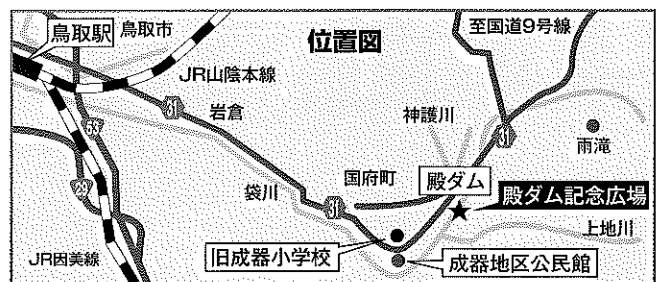 鳥取駅
鳥取市
位置図
至国道9号線
JR山陰本線
31
岩倉
神護川
31
53
雨滝
国府町
殿ダム
29
袋川
31
殿ダム記念広場
上地川
旧成器小学校
成器地区公民館
JR因美線